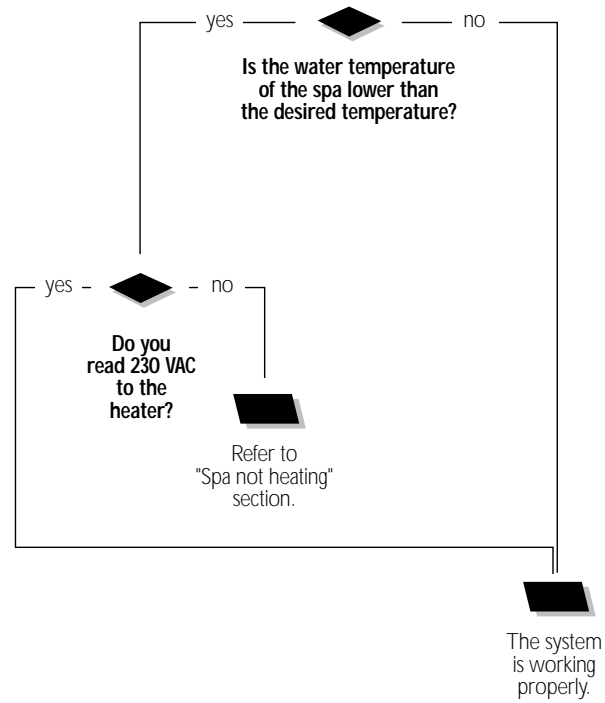 yes
no
Is the water temperature
of the spa lower than
the desired temperature?
yes
no
Do you
read 230 VAC
to the
heater?
Refer to
"Spa not heating"
section.
The system
is working
properly.